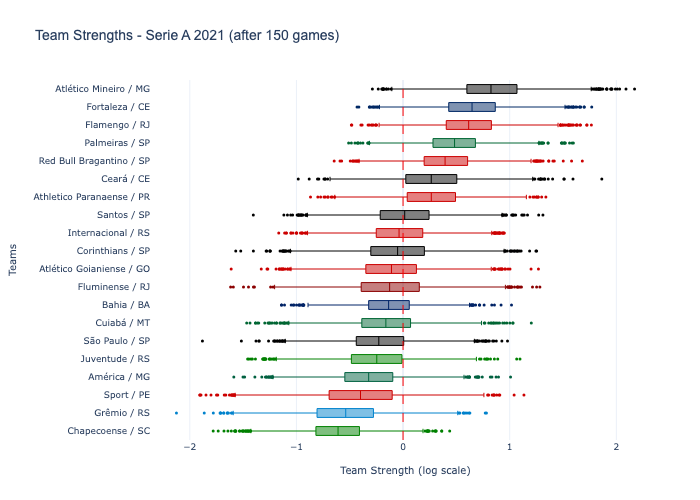 Team Strengths - Serie A 2021 (after 150 games)
Teams
Atlético Mineiro / MG
Fortaleza / CE
Flamengo / RJ
Palmeiras / SP
Red Bull Bragantino / SP
Ceará / CE
Athletico Paranaense / PR
Santos / SP
Internacional / RS
Corinthians / SP
Atlético Goianiense / GO
Fluminense / RJ
Bahia / BA
Cuiabá / MT
São Paulo / SP
Juventude / RS
América / MG
Sport / PE
Grêmio / RS
Chapecoense / SC
−2 −1 0 1 2
Team Strength (log scale)